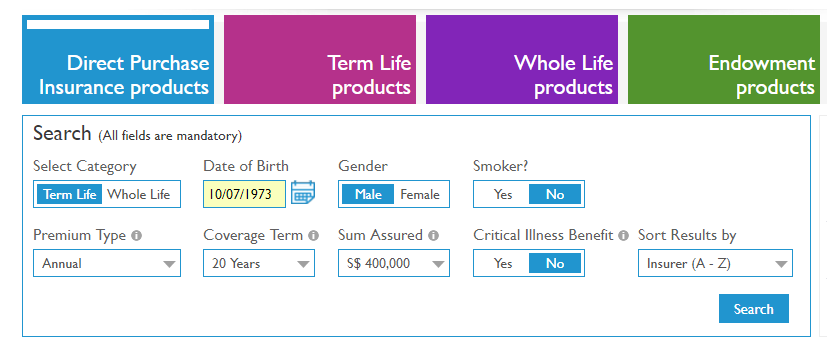 Direct Purchase
Insurance products
Term Life
products
Whole Life
products
Endowment
products
Search (All fields are mandatory)
Select Category
Date of Birth
Gender
Smoker?
Term Life Whole Life
10/07/1973
Male Female
Yes No
Premium Type i
Coverage Term i
Sum Assured i
Critical Illness Benefit i
Sort Results by
Annual
20 Years
S$ 400,000
Yes No
Insurer (A - Z)
Search